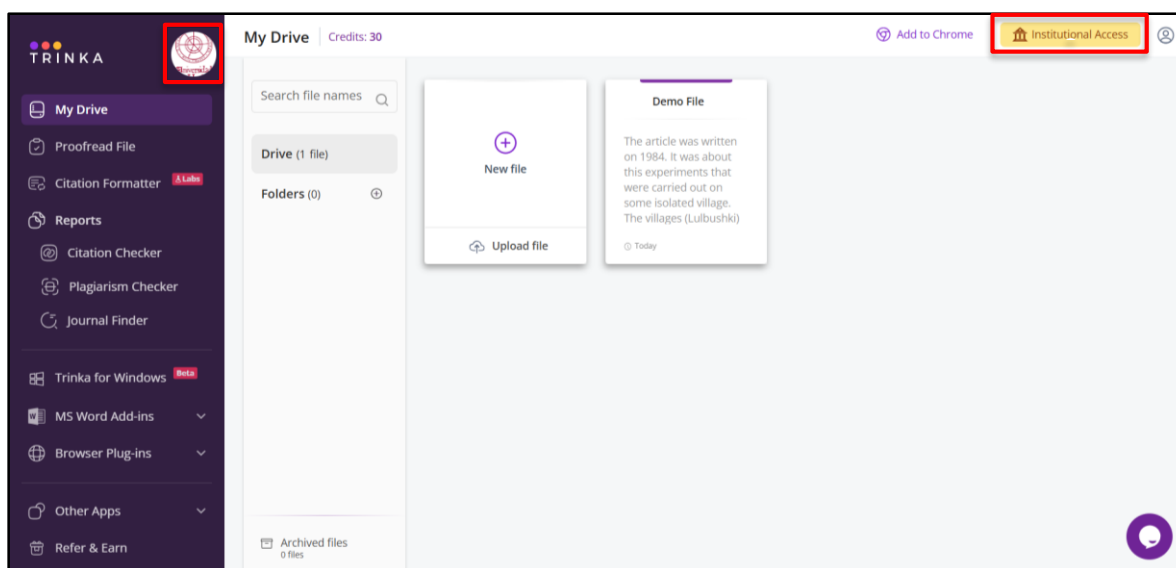 TRINKA
My Drive
Proofread File
Citation Formatter Labs
Reports
Citation Checker
Plagiarism Checker
Journal Finder
Trinka for Windows Beta
MS Word Add-ins
Browser Plug-ins
Other Apps
Refer & Earn
My Drive Credits: 30
Add to Chrome
Institutional Access
Search file names
Drive (1 file)
Folders (0)
Archived files
0 files
New file
Upload file
Demo File
The article was written
on 1984. It was about
this experiments that
were carried out on
some isolated village.
The villages (Lulbushki)
Today